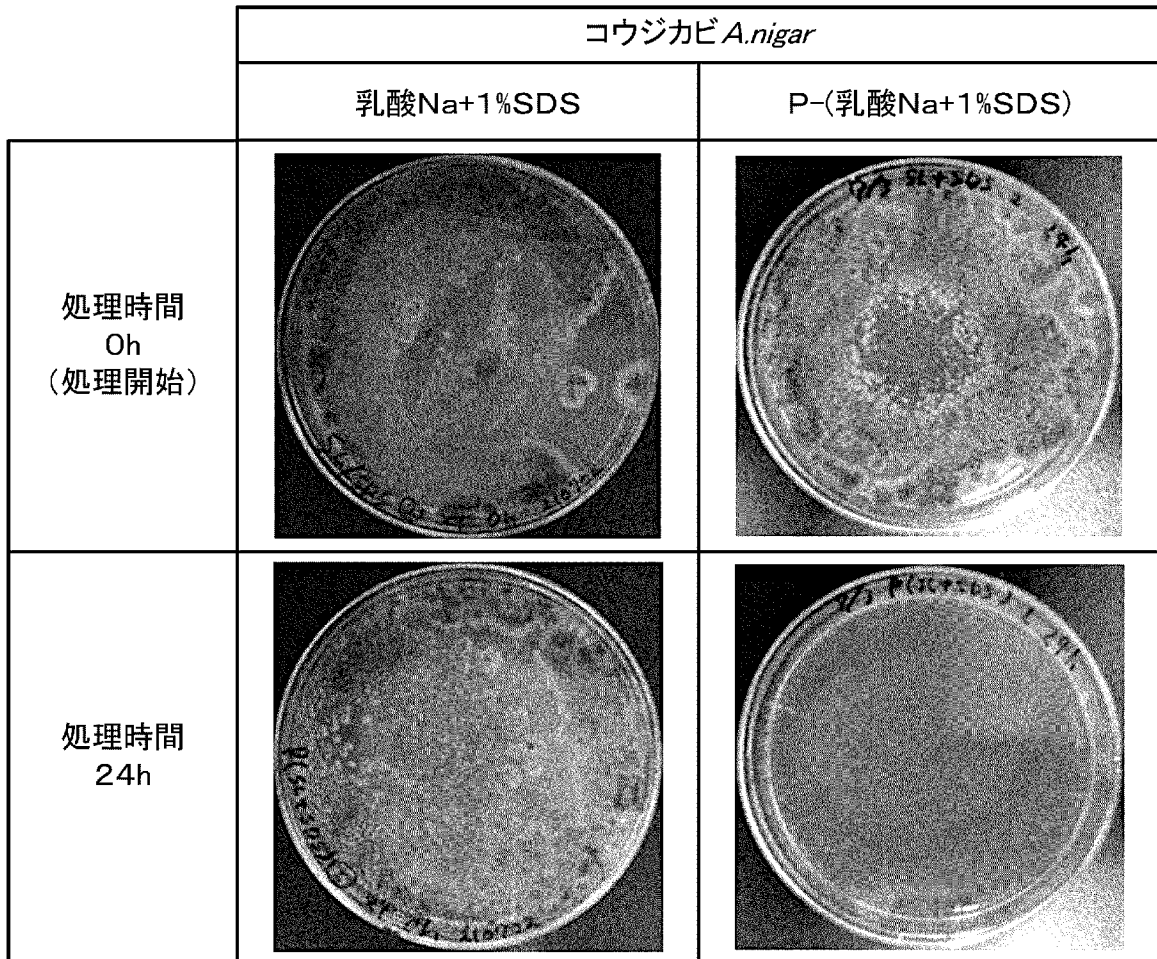 コウジカビA.nigar
乳酸Na+1%SDS
P-(乳酸Na+1%SDS)
処理時間
0h
(処理開始)
処理時間
24h